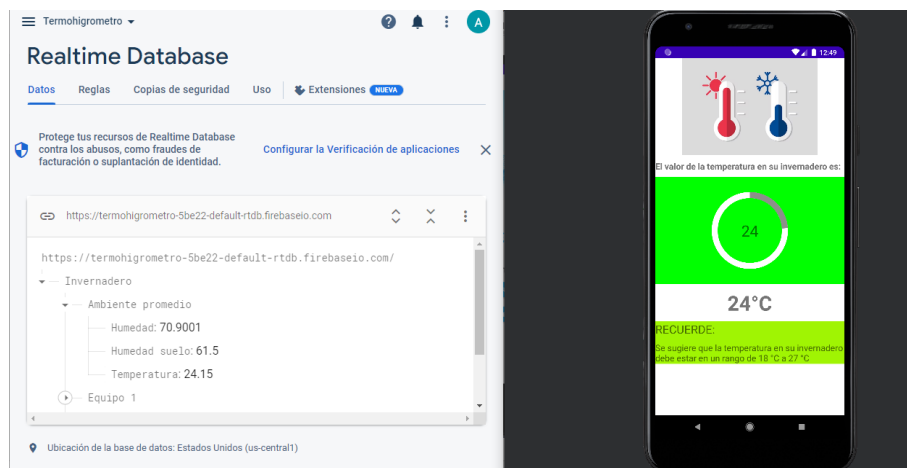 Termohigrometro
A
Realtime Database
Datos Reglas Copias de seguridad Uso Extensiones NUEVA
Protege tus recursos de Realtime Database
contra los abusos, como fraudes de
facturación o suplantación de identidad.
Configurar la Verificación de aplicaciones
https://termohigrometro-5be22-default-rtdb.firebaseio.com
https://termohigrometro-5be22-default-rtdb.firebaseio.com/
Invernadero
Ambiente promedio
Humedad: 70.9001
Humedad suelo: 61.5
Temperatura: 24.15
Equipo 1
Ubicación de la base de datos: Estados Unidos (us-central1)
12:49
El valor de la temperatura en su invernadero es:
24
24°C
RECUERDE:
Se sugiere que la temperatura en su invernadero
debe estar en un rango de 18 °C a 27 °C